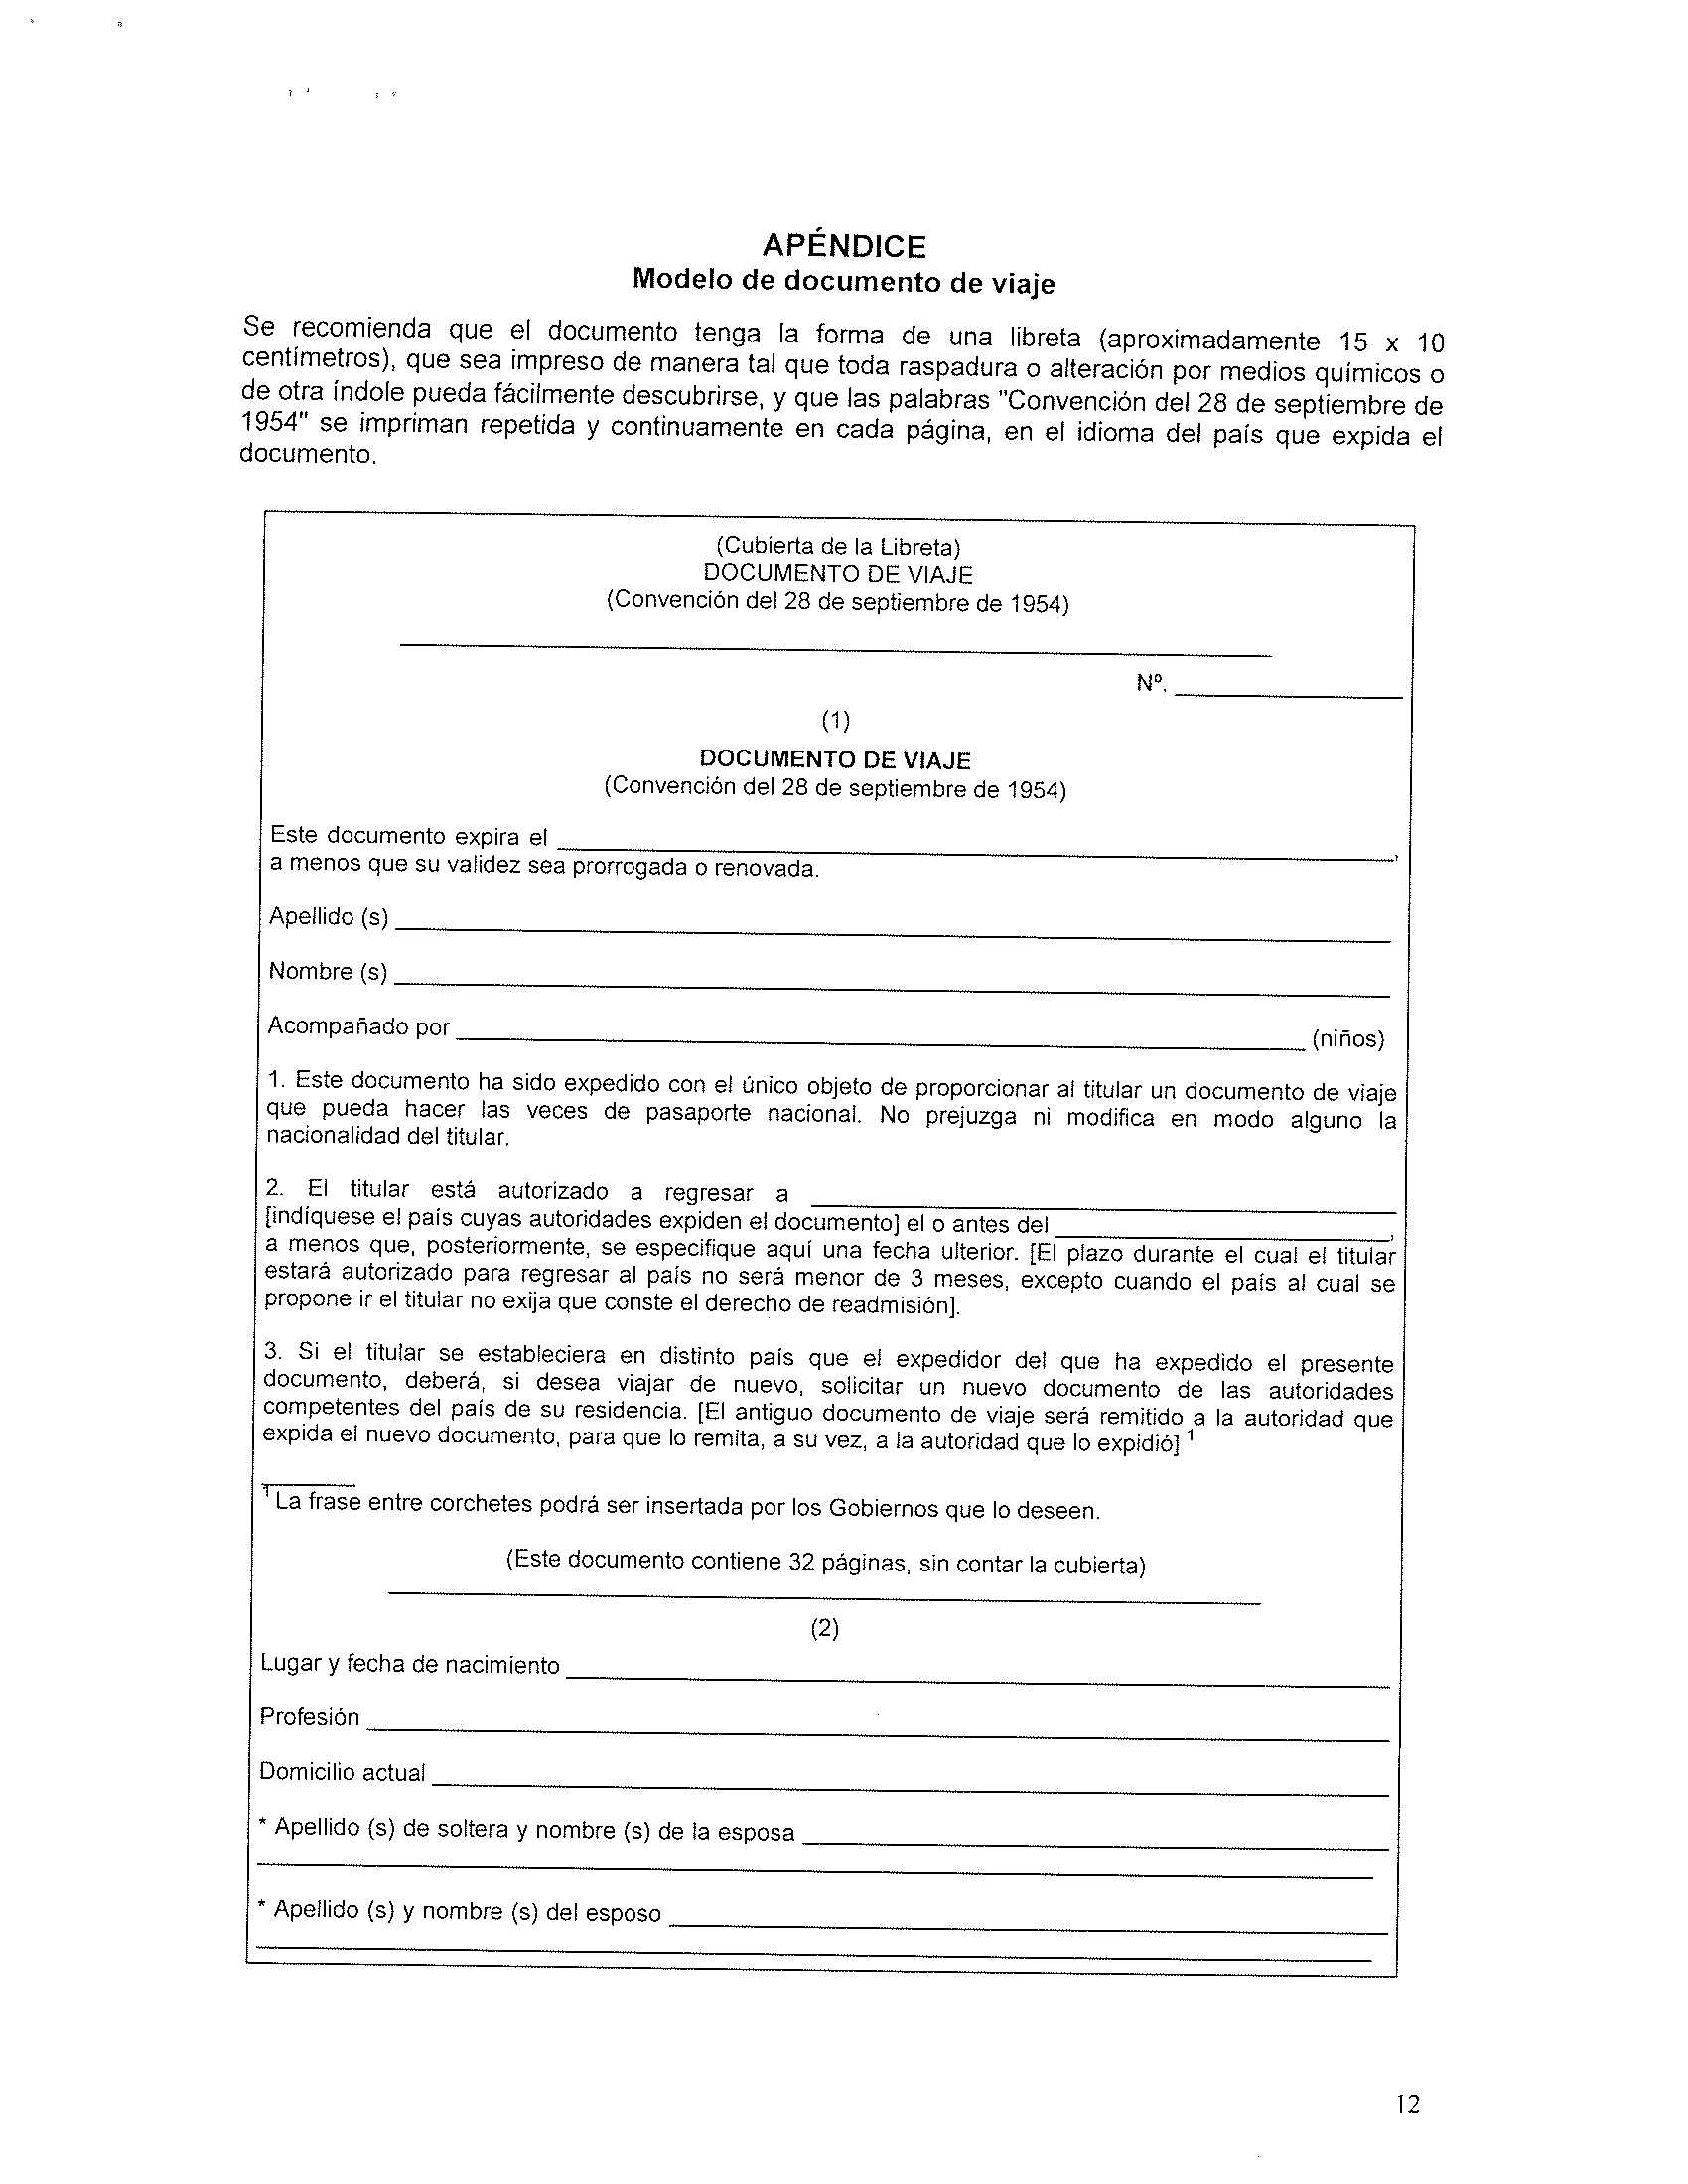 APÉNDICE
Modelo de documento de viaje
Se recomienda que el documento tenga la forma de una libreta (aproximadamente 15 x 10
centímetros), que sea impreso de manera tal que toda raspadura o alteración por medios químicos o
de otra índole pueda fácilmente descubrirse, y que las palabras "Convención del 28 de septiembre de
1954" se impriman repetida y continuamente en cada página, en el idioma del país que expida el
documento.
(Cubierta de la Libreta)
DOCUMENTO DE VIAJE
(Convención del 28 de septiembre de 1954)
Nº.
(1)
DOCUMENTO DE VIAJE
(Convención del 28 de septiembre de 1954)
Este documento expira el ,
a menos que su validez sea prorrogada o renovada.
Apellido (s)
Nombre (s)
Acompañado por (niños)
1. Este documento ha sido expedido con el único objeto de proporcionar al titular un documento de viaje
que pueda hacer las veces de pasaporte nacional. No prejuzga ni modifica en modo alguno la
nacionalidad del titular.
2. El titular está autorizado a regresar a
[indíquese el país cuyas autoridades expiden el documento] el o antes del ,
a menos que, posteriormente, se especifique aquí una fecha ulterior. [El plazo durante el cual el titular
estará autorizado para regresar al país no será menor de 3 meses, excepto cuando el país al cual se
propone ir el titular no exija que conste el derecho de readmisión].
3. Si el titular se estableciera en distinto país que el expedidor del que ha expedido el presente
documento, deberá, si desea viajar de nuevo, solicitar un nuevo documento de las autoridades
competentes del país de su residencia. [El antiguo documento de viaje será remitido a la autoridad que
expida el nuevo documento, para que lo remita, a su vez, a la autoridad que lo expidió] 1
1 La frase entre corchetes podrá ser insertada por los Gobiernos que lo deseen.
(Este documento contiene 32 páginas, sin contar la cubierta)
(2)
Lugar y fecha de nacimiento
Profesión
Domicilio actual
* Apellido (s) de soltera y nombre (s) de la esposa
* Apellido (s) y nombre (s) del esposo
12